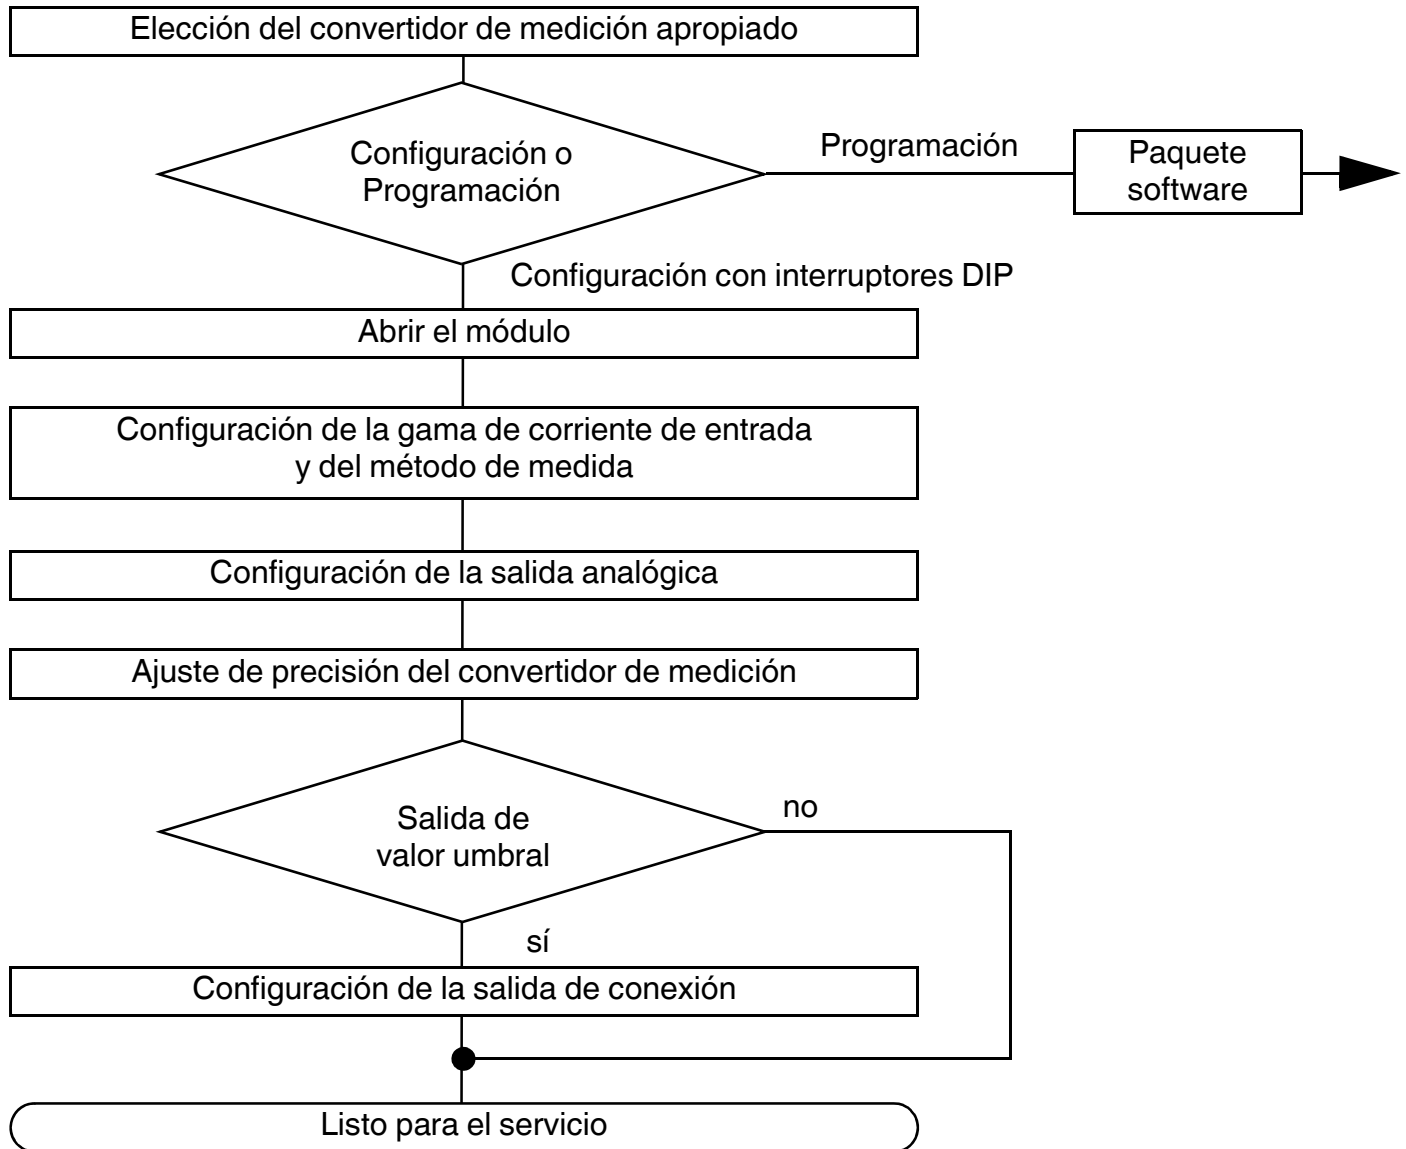 Elección del convertidor de medición apropiado
Configuración o
Programación
Programación
Paquete
software
Configuración con interruptores DIP
Abrir el módulo
Configuración de la gama de corriente de entrada
y del método de medida
Configuración de la salida analógica
Ajuste de precisión del convertidor de medición
Salida de
valor umbral
no
sí
Configuración de la salida de conexión
Listo para el servicio